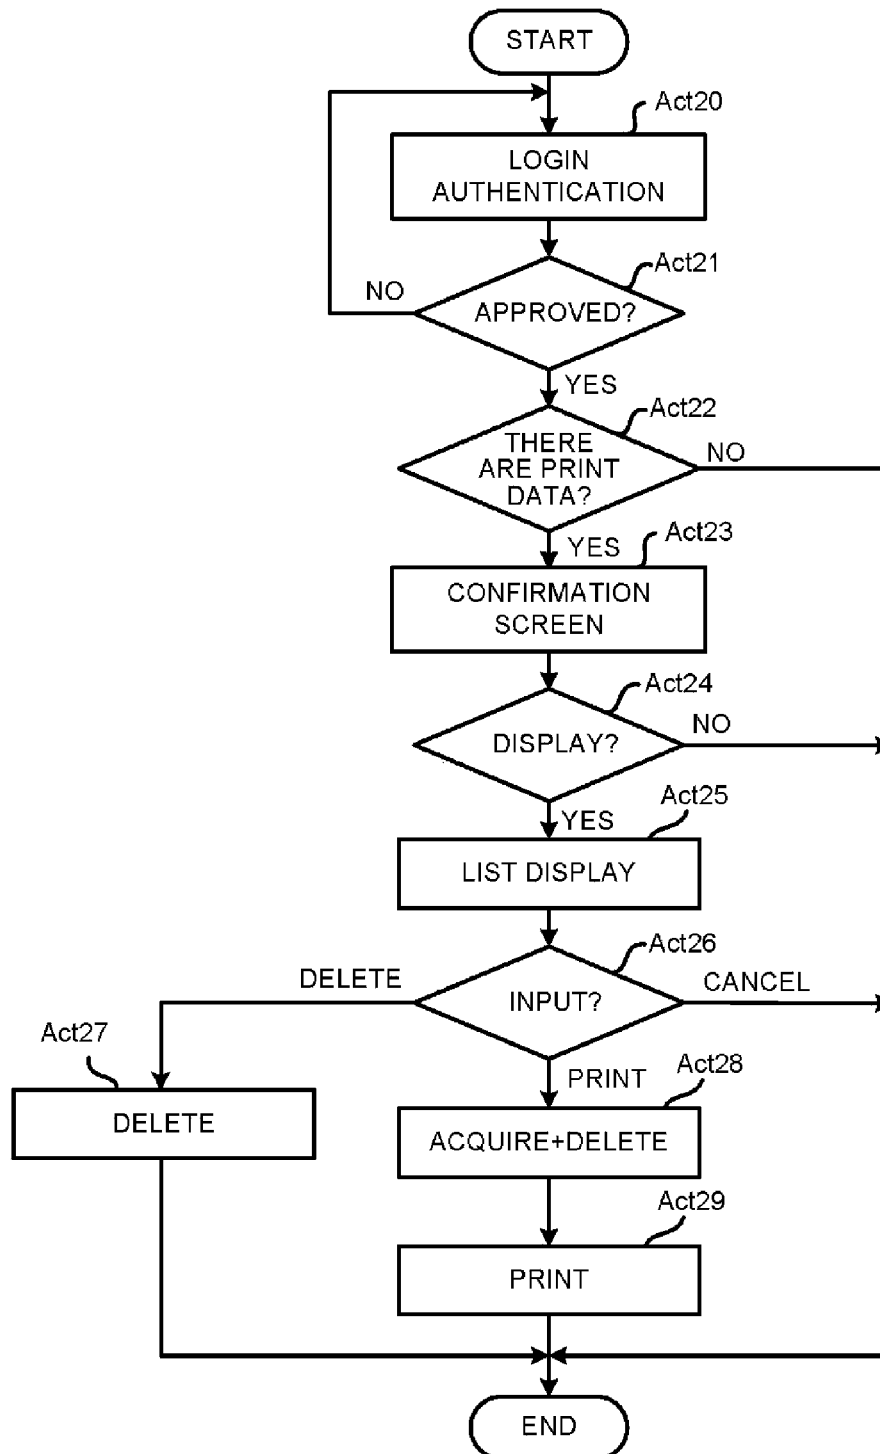 START
Act20
LOGIN
AUTHENTICATION
Act21
NO
APPROVED?
YES
Act22
THERE
ARE PRINT
DATA?
NO
YES
Act23
CONFIRMATION
SCREEN
Act24
DISPLAY?
NO
YES
Act25
LIST DISPLAY
Act26
DELETE
INPUT?
CANCEL
Act27
DELETE
PRINT
Act28
ACQUIRE+DELETE
Act29
PRINT
END